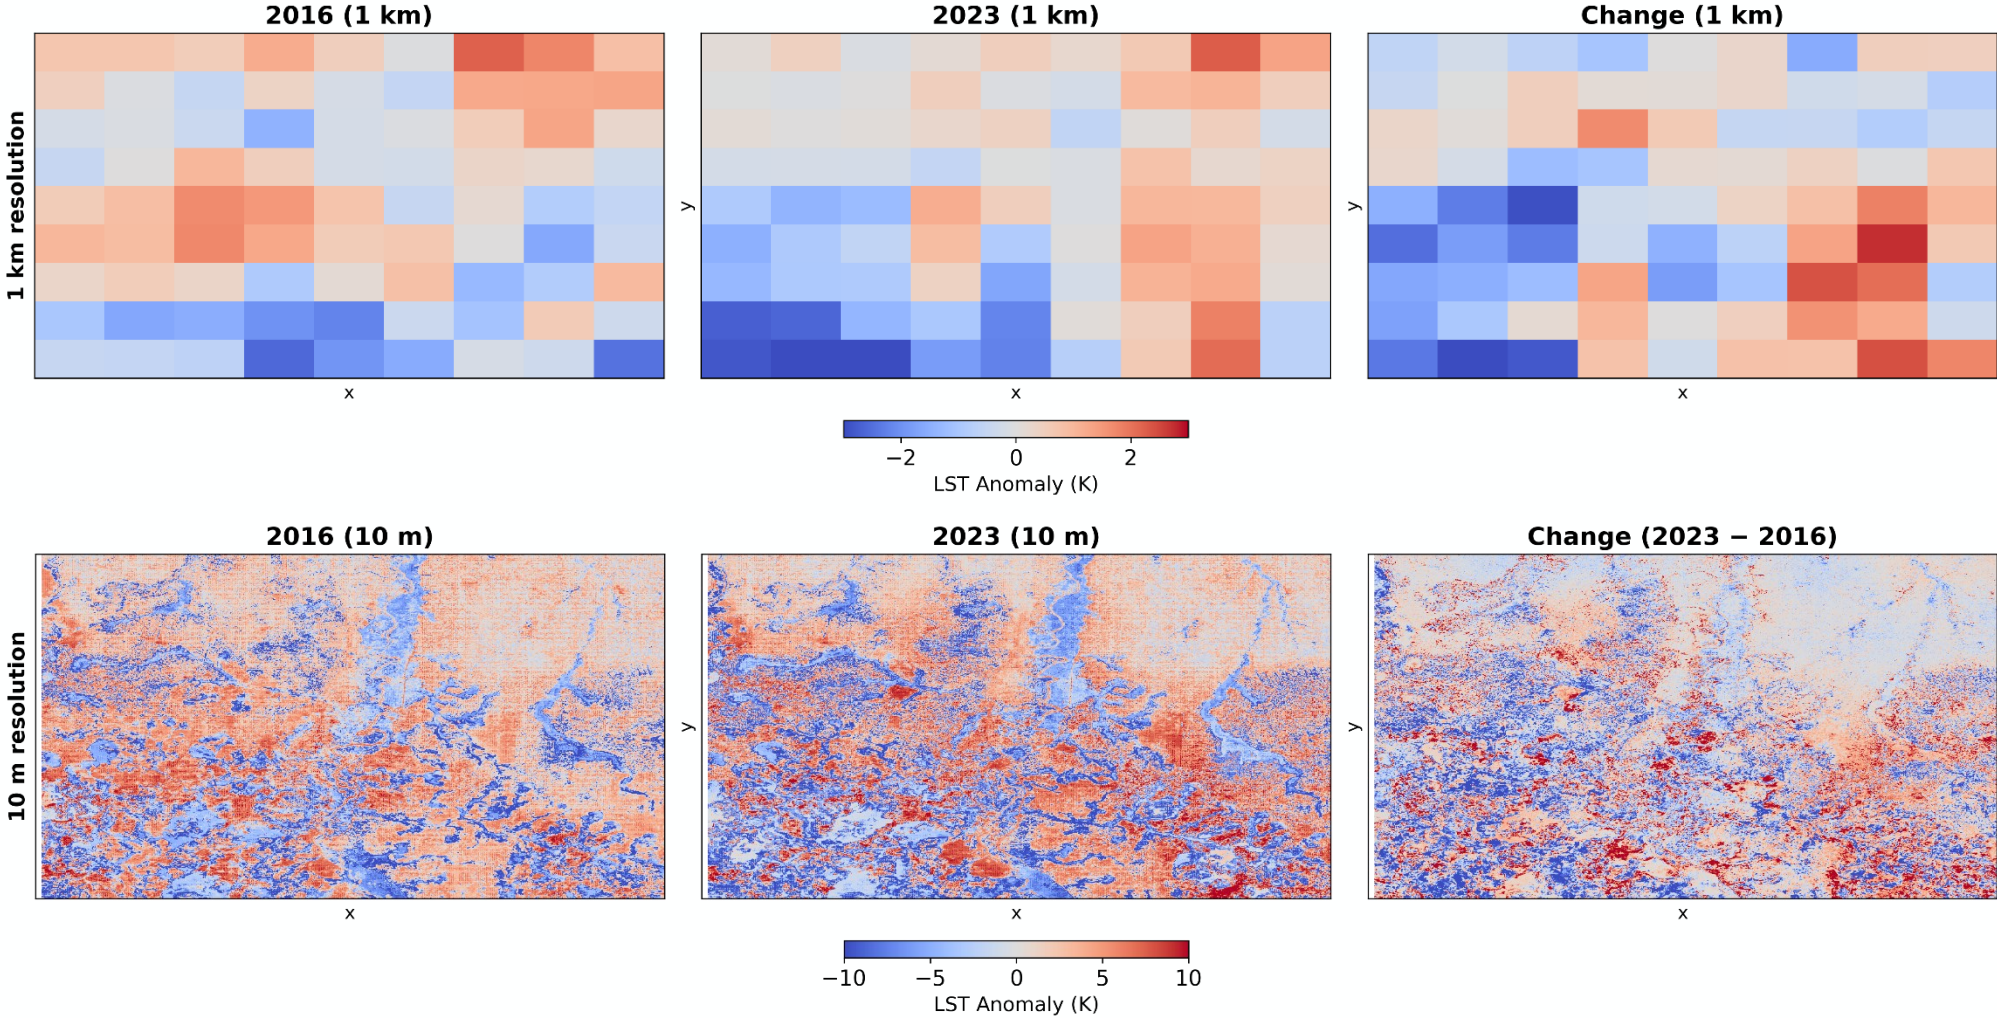 2016 (1 km)
2023 (1 km)
Change (1 km)
1 km resolution
y
y
x
x
x
−2
0
2
LST Anomaly (K)
2016 (10 m)
2023 (10 m)
Change (2023 − 2016)
10 m resolution
y
y
x
x
x
−10
−5
0
5
10
LST Anomaly (K)